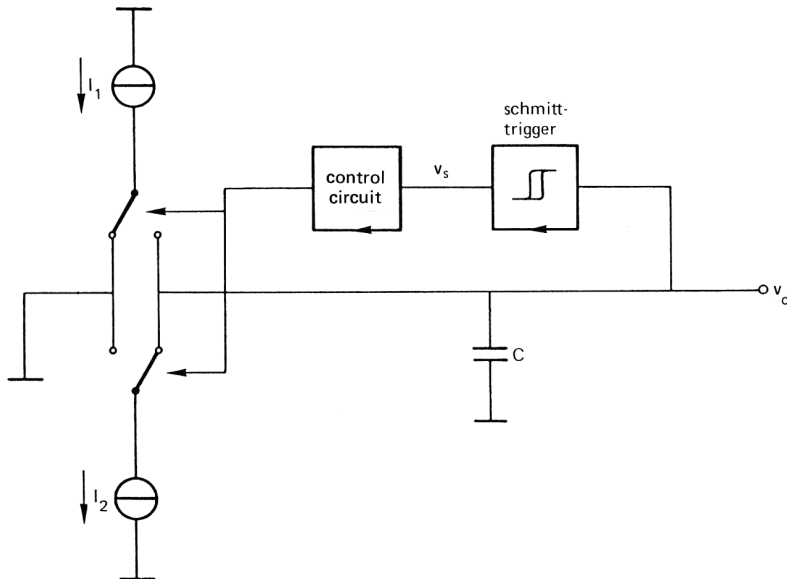 I1
schmitt-
trigger
control
circuit
vs
vo
C
I2